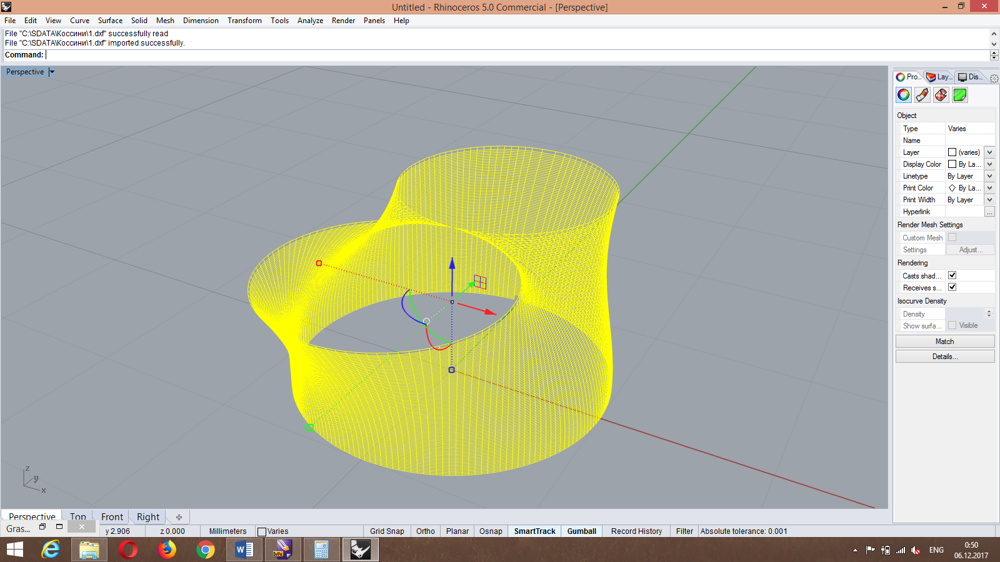 Untitled - Rhinoceros 5.0 Commercial - [Perspective]
File Edit View Curve Surface Solid Mesh Dimension Transform Tools Analyze Render Panels Help
File "C:\SDATA\Коссини\1.dxf" successfully read
File "C:\SDATA\Коссини\1.dxf" imported successfully.
Command:
Perspective
Pro... Lay... Dis...
Object
Type Varies
Name
Layer (varies)
Display Color By La...
Linetype By Layer
Print Color By La...
Print Width By Layer
Hyperlink ...
Render Mesh Settings
Custom Mesh
Settings Adjust...
Rendering
Casts shad...
Receives s...
Isocurve Density
Density
Show surfa... Visible
Match
Details...
z
y
x
Perspective Top Front Right
Gras...
y 2.906 z 0.000 Millimeters Varies Grid Snap Ortho Planar Osnap SmartTrack Gumball Record History Filter Absolute tolerance: 0.001
W DjVu ENG 0:50
06.12.2017